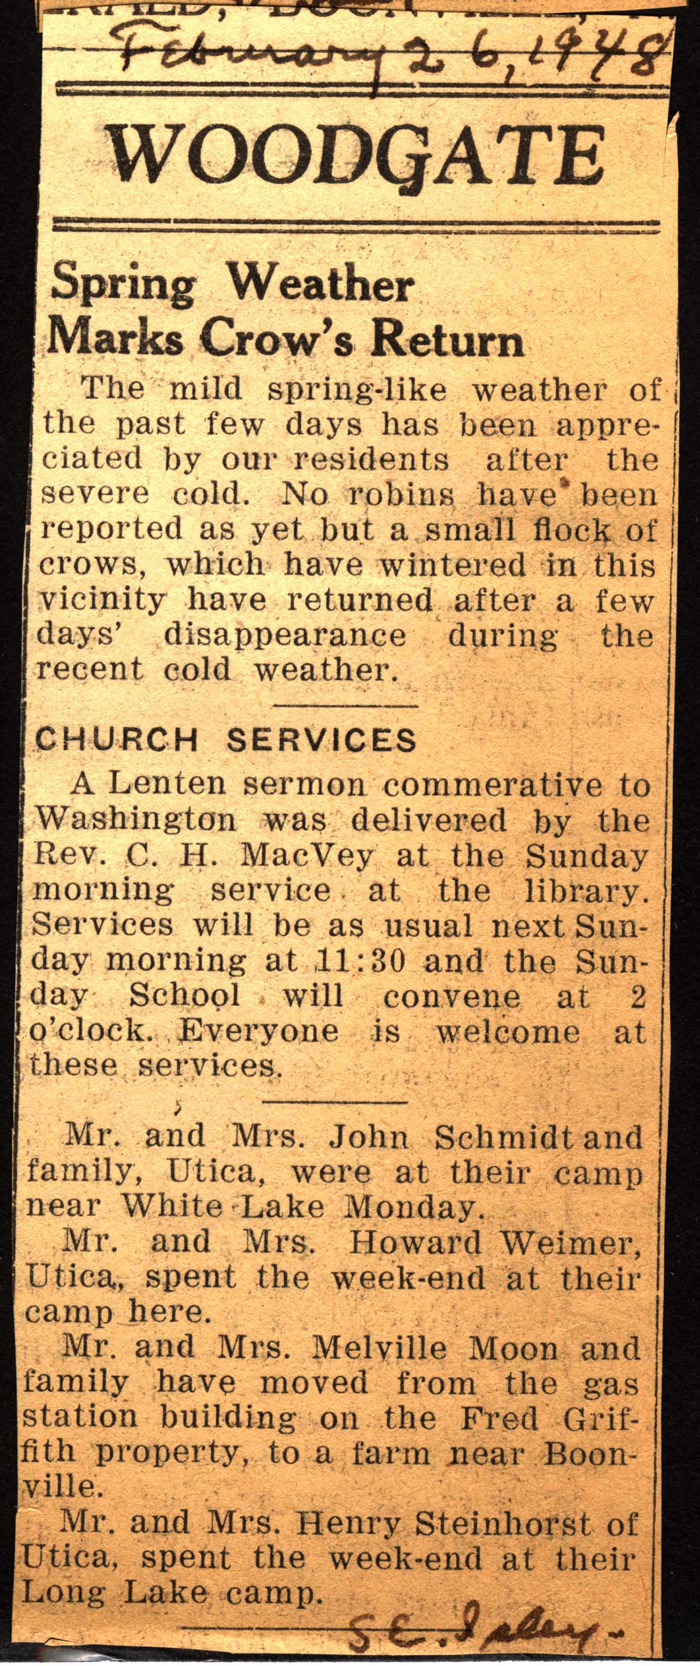 February 26, 1948
WOODGATE
Spring Weather
Marks Crow's Return
The mild spring-like weather of
the past few days has been appre-
ciated by our residents after the
severe cold. No robins have been
reported as yet but a small flock of
crows, which have wintered in this
vicinity have returned after a few
days' disappearance during the
recent cold weather.
CHURCH SERVICES
A Lenten sermon commerative to
Washington was delivered by the
Rev. C. H. MacVey at the Sunday
morning service at the library.
Services will be as usual next Sun-
day morning at 11:30 and the Sun-
day School will convene at 2
o'clock. Everyone is welcome at
these services.
Mr. and Mrs. John Schmidt and
family, Utica, were at their camp
near White Lake Monday.
Mr. and Mrs. Howard Weimer,
Utica, spent the week-end at their
camp here.
Mr. and Mrs. Melville Moon and
family have moved from the gas
station building on the Fred Grif-
fith property, to a farm near Boon-
ville.
Mr. and Mrs. Henry Steinhorst of
Utica, spent the week-end at their
Long Lake camp.
S E.